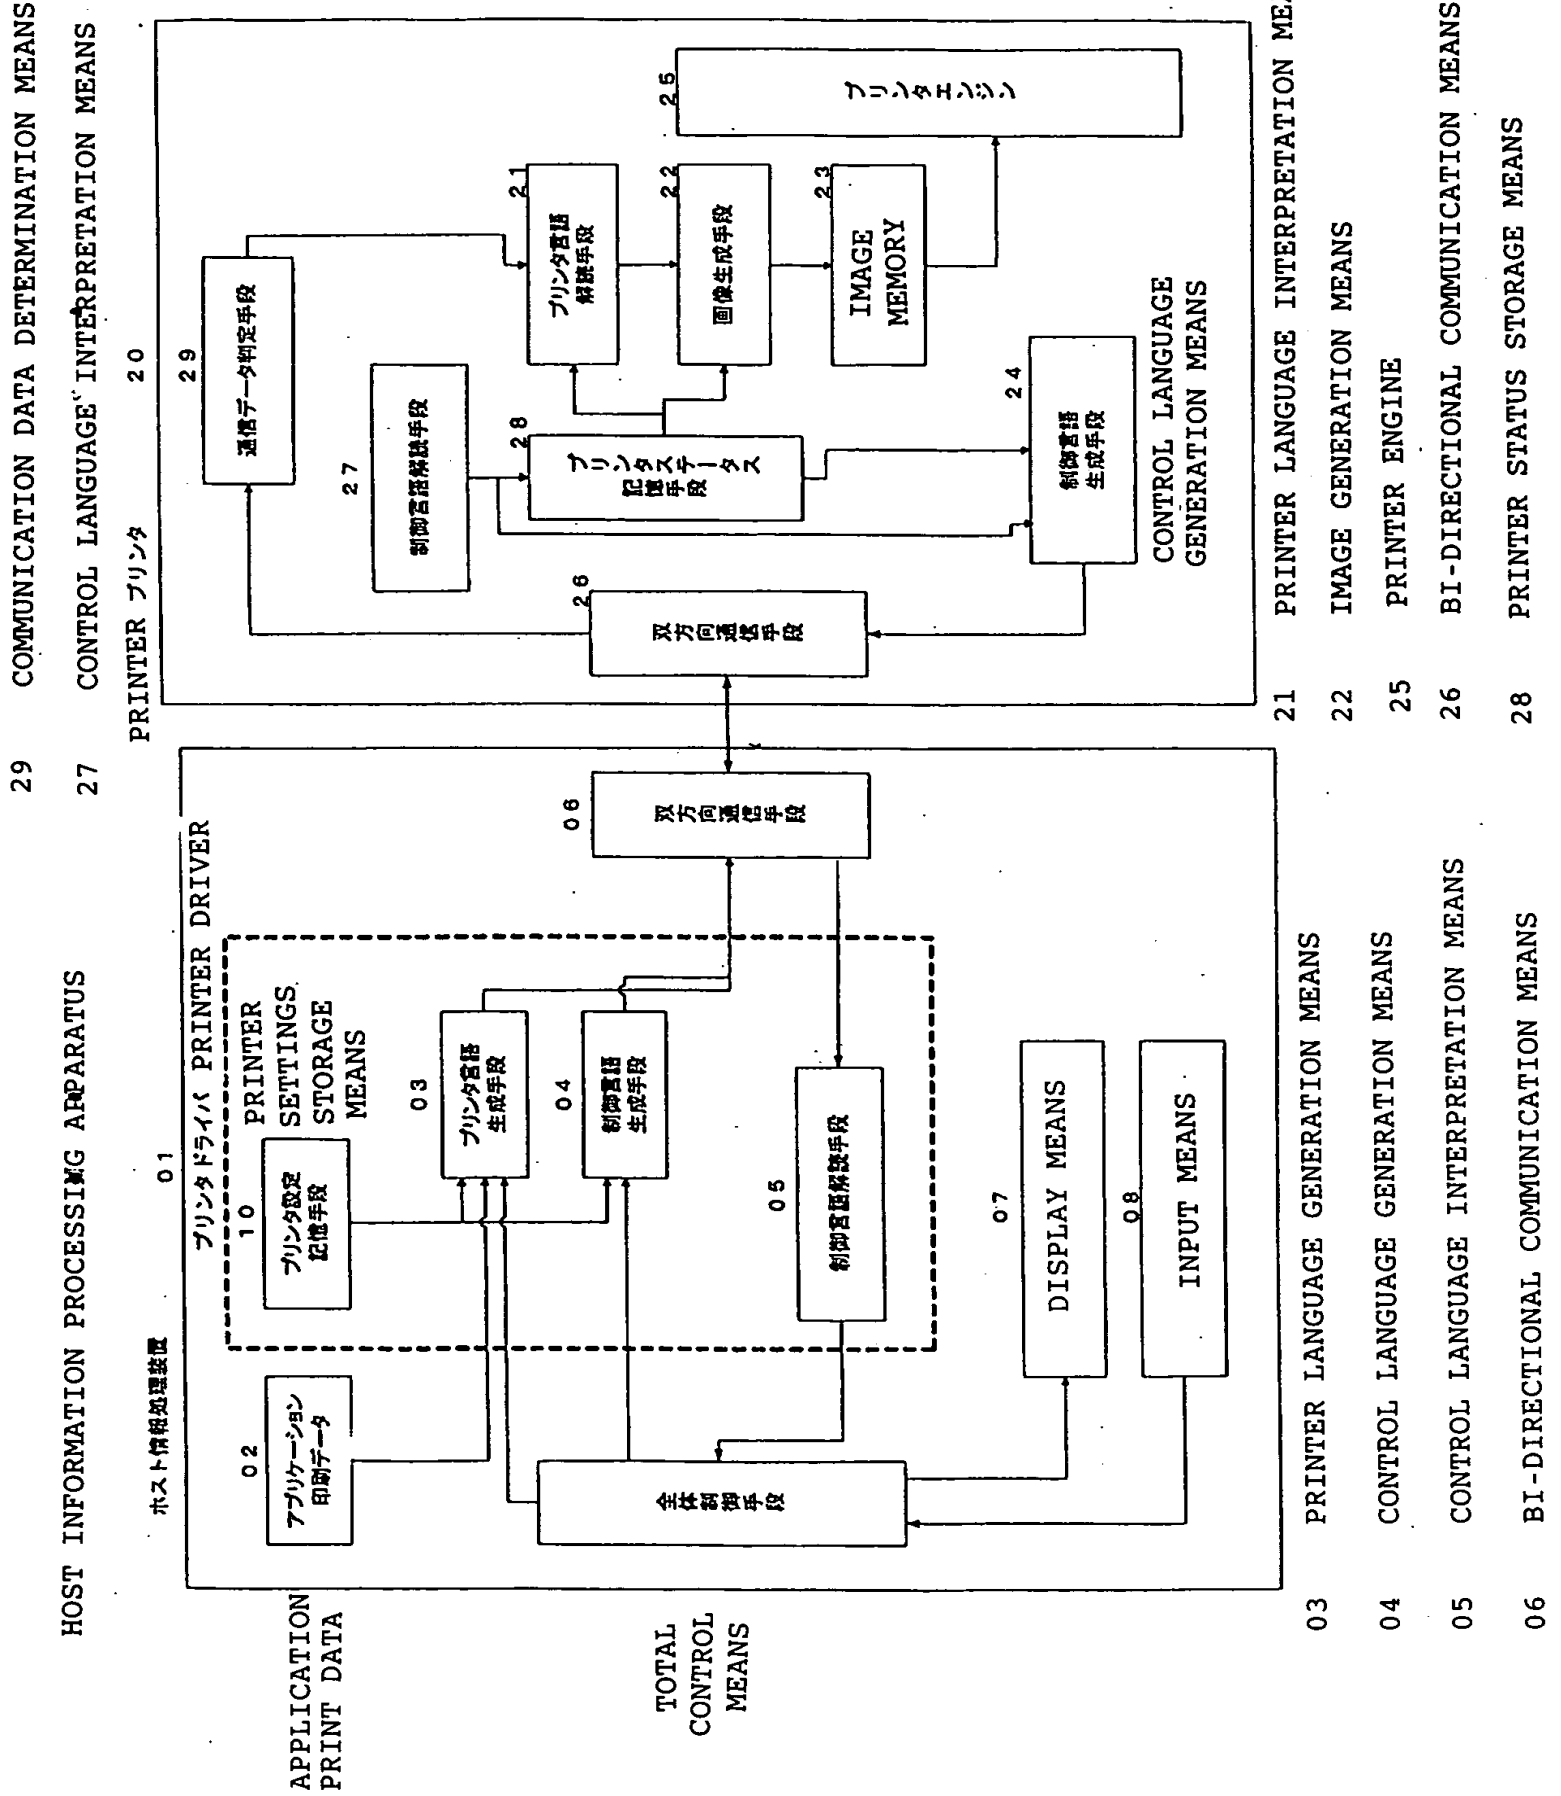 HOST INFORMATION PROCESSING APPARATUS
29 COMMUNICATION DATA DETERMINATION MEANS
27 CONTROL LANGUAGE INTERPRETATION MEANS
ホスト情報処理装置
01
プリンタドライバ PRINTER DRIVER
APPLICATION
PRINT DATA
02
アプリケーション
印刷データ
10
プリンタ設定
記憶手段
PRINTER
SETTINGS
STORAGE
MEANS
03
プリンタ言語
生成手段
04
制御言語
生成手段
TOTAL
CONTROL
MEANS
全体制御手段
05
制御言語解読手段
06
双方向通信手段
07
DISPLAY MEANS
08
INPUT MEANS
PRINTER プリンタ
20
29
通信データ判定手段
27
制御言語解読手段
28
プリンタステータス
記憶手段
21
プリンタ言語
解読手段
22
画像生成手段
23
IMAGE
MEMORY
25
プリンタエンジン
26
双方向通信手段
24
制御言語
生成手段
CONTROL LANGUAGE
GENERATION MEANS
03 PRINTER LANGUAGE GENERATION MEANS
04 CONTROL LANGUAGE GENERATION MEANS
05 CONTROL LANGUAGE INTERPRETATION MEANS
06 BI-DIRECTIONAL COMMUNICATION MEANS
21 PRINTER LANGUAGE INTERPRETATION
22 IMAGE GENERATION MEANS
25 PRINTER ENGINE
26 BI-DIRECTIONAL COMMUNICATION MEANS
28 PRINTER STATUS STORAGE MEANS